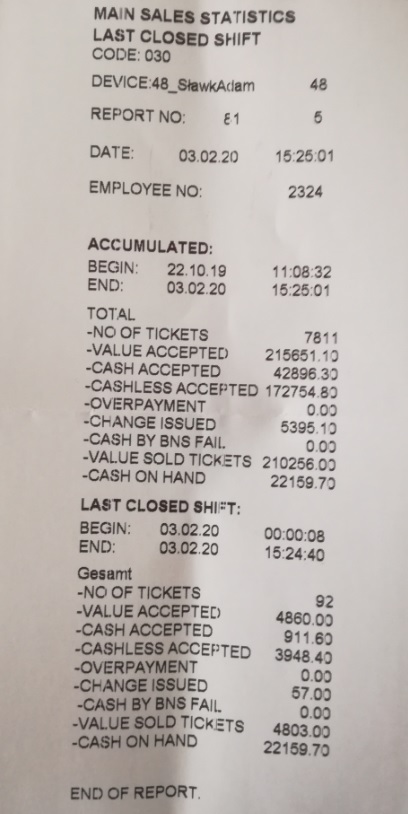 MAIN SALES STATISTICS
LAST CLOSED SHIFT
CODE: 030
DEVICE:48_SławkAdam 48
REPORT NO: 81 5
DATE: 03.02.20 15:25:01
EMPLOYEE NO: 2324
ACCUMULATED:
BEGIN: 22.10.19 11:08:32
END: 03.02.20 15:25:01
TOTAL
-NO OF TICKETS 7811
-VALUE ACCEPTED 215651.10
-CASH ACCEPTED 42896.30
-CASHLESS ACCEPTED 172754.80
-OVERPAYMENT 0.00
-CHANGE ISSUED 5395.10
-CASH BY BNS FAIL 0.00
-VALUE SOLD TICKETS 210256.00
-CASH ON HAND 22159.70
LAST CLOSED SHIFT:
BEGIN: 03.02.20 00:00:08
END: 03.02.20 15:24:40
Gesamt
-NO OF TICKETS 92
-VALUE ACCEPTED 4860.00
-CASH ACCEPTED 911.60
-CASHLESS ACCEPTED 3948.40
-OVERPAYMENT 0.00
-CHANGE ISSUED 57.00
-CASH BY BNS FAIL 0.00
-VALUE SOLD TICKETS 4803.00
-CASH ON HAND 22159.70
END OF REPORT.